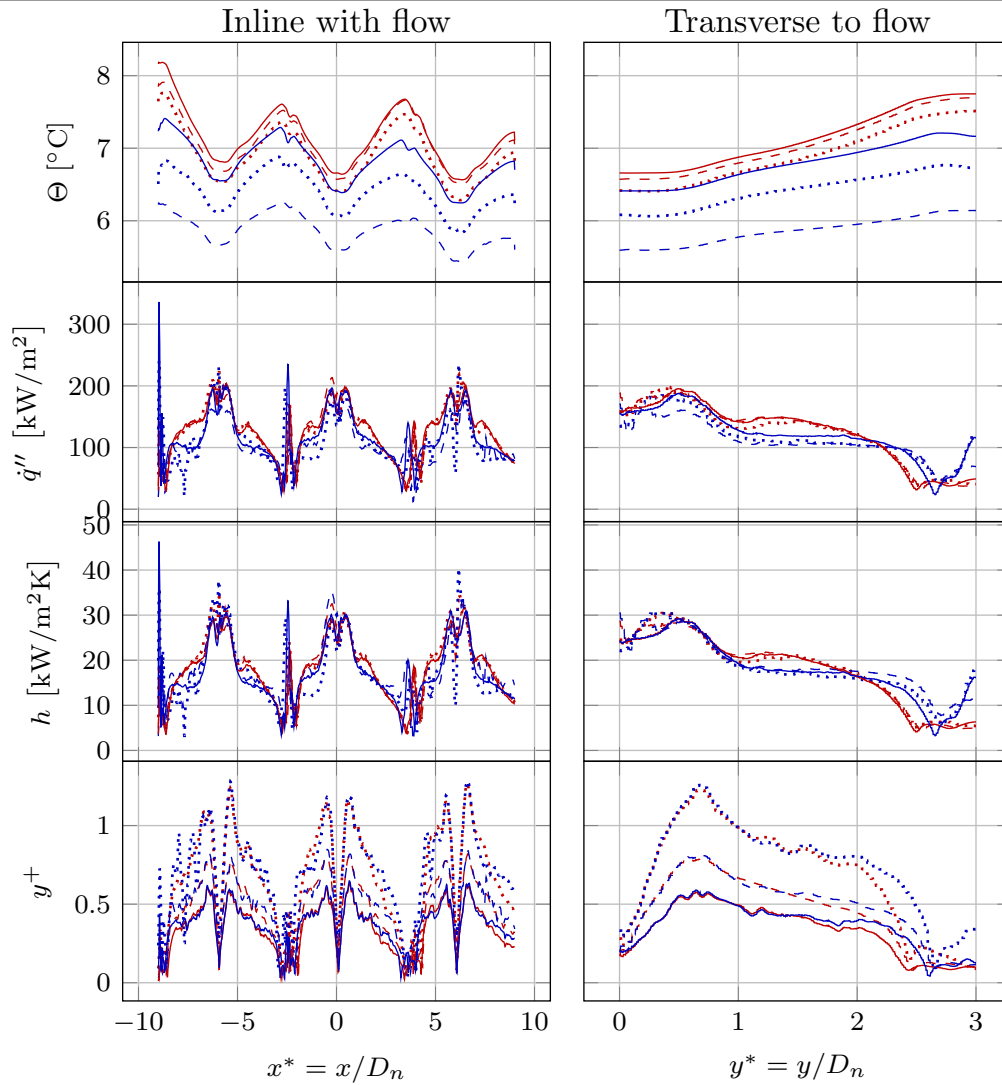 Inline with flow
Transverse to flow
8
7
6
Θ [°C]
300
200
100
0
q̇′′ [kW/m²]
50
40
30
20
10
0
h [kW/m²K]
1
0.5
0
y⁺
−10 −5 0 5 10
0 1 2 3
x* = x/Dₙ
y* = y/Dₙ